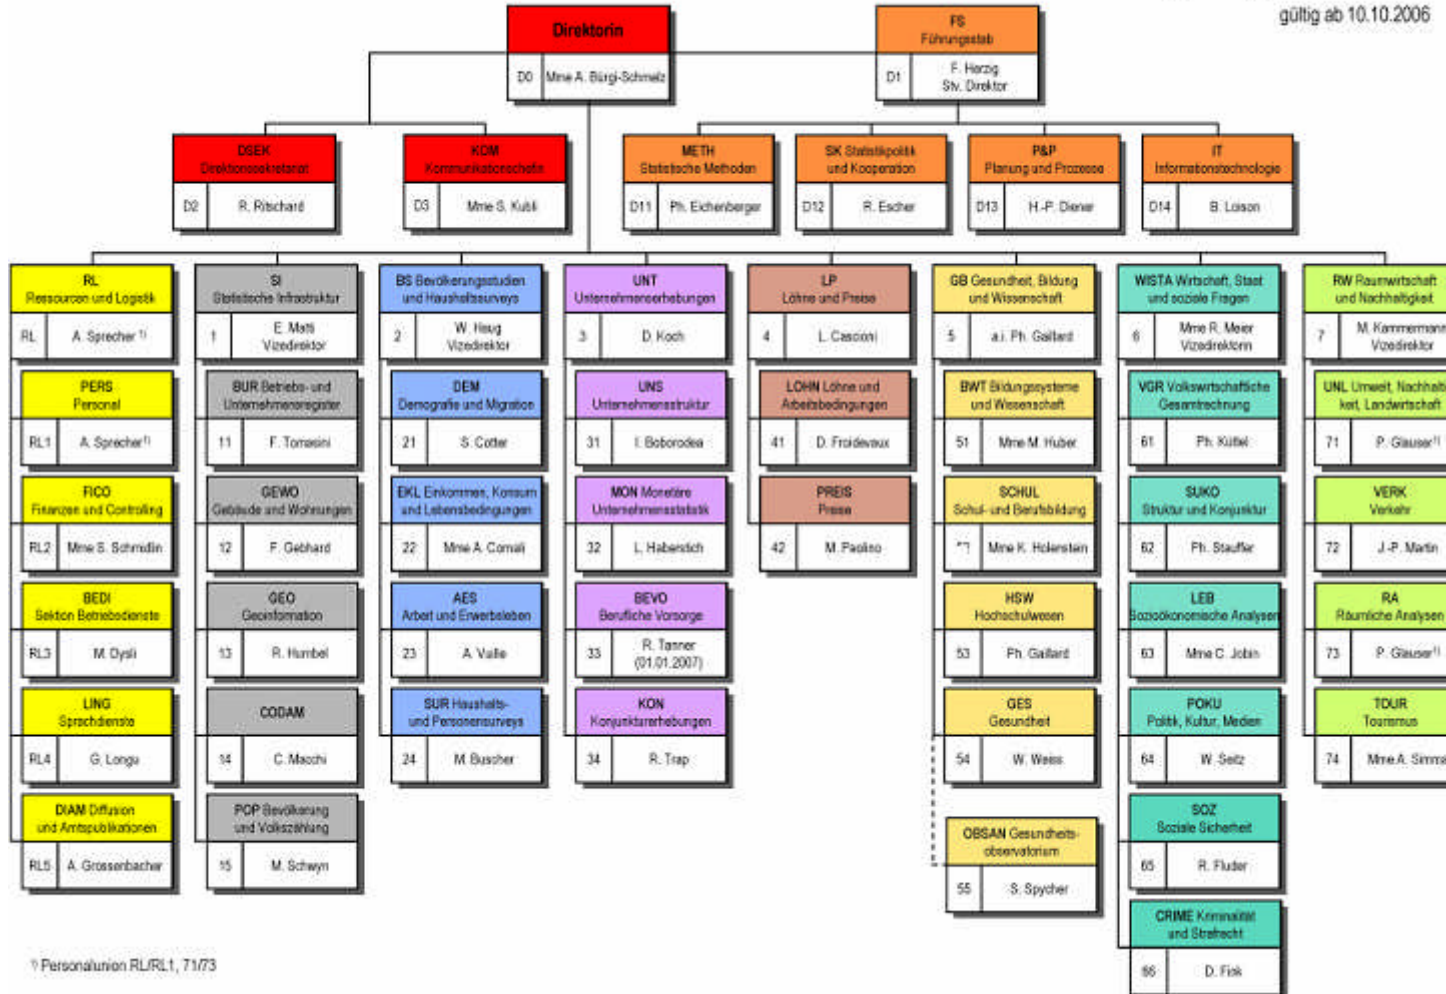 gültig ab 10.10.2006
Direktorin
D0 Mme A. Bürgi-Schmelz
FS
Führungsstab
D1 F. Herzig
Stv. Direktor
DSEK
Direktionssekretariat
D2 R. Ritschard
KOM
Kommunikationschefin
D3 Mme S. Kubli
METH
Statistische Methoden
D11 Ph. Eichenberger
SK Statistikpolitik
und Kooperation
D12 R. Escher
P&P
Planung und Prozesse
D13 H.-P. Diener
IT
Informationstechnologie
D14 B. Loison
RL
Ressourcen und Logistik
RL A. Sprecher 1)
PERS
Personal
RL1 A. Sprecher1)
FICO
Finanzen und Controlling
RL2 Mme S. Schmidlin
BEDI
Sektion Betriebsdienste
RL3 M. Dysli
LING
Sprachdienste
RL4 G. Longu
DIAM Diffusion
und Amtspublikationen
RL5 A. Grossenbacher
SI
Statistische Infrastruktur
1 E. Matti
Vizedirektor
BUR Betriebs- und
Unternehmensregister
11 F. Tomasini
GEWO
Gebäude und Wohnungen
12 F. Gebhard
GEO
Geoinformation
13 R. Humbel
CODAM
14 C. Macchi
POP Bevölkerung
und Volkszählung
15 M. Schwyn
BS Bevölkerungsstudien
und Haushaltssurveys
2 W. Haug
Vizedirektor
DEM
Demografie und Migration
21 S. Cotter
EKL Einkommen, Konsum
und Lebensbedingungen
22 Mme A. Cornali
AES
Arbeit und Erwerbsleben
23 A. Vuille
SUR Haushalts-
und Personensurveys
24 M. Buscher
UNT
Unternehmenserhebungen
3 D. Koch
UNS
Unternehmensstruktur
31 I. Boborodea
MON Monetäre
Unternehmensstatistik
32 L. Haberstich
BEVO
Berufliche Vorsorge
33 R. Tanner
(01.01.2007)
KON
Konjunkturerhebungen
34 R. Trap
LP
Löhne und Preise
4 L. Cascioni
LOHN Löhne und
Arbeitsbedingungen
41 D. Froidevaux
PREIS
Preise
42 M. Paolino
GB Gesundheit, Bildung
und Wissenschaft
5 a.i. Ph. Gaillard
BWT Bildungssysteme
und Wissenschaft
51 Mme M. Huber
SCHUL
Schul- und Berufsbildung
Mme K. Holenstein
HSW
Hochschulwesen
53 Ph. Gaillard
GES
Gesundheit
54 W. Weiss
OBSAN Gesundheits-
observatorium
55 S. Spycher
WISTA Wirtschaft, Staat
und soziale Fragen
6 Mme R. Meier
Vizedirektorin
VGR Volkswirtschaftliche
Gesamtrechnung
61 Ph. Küttel
SUKO
Struktur und Konjunktur
62 Ph. Stauffer
LEB
Sozioökonomische Analysen
63 Mme C. Jobin
POKU
Politik, Kultur, Medien
64 W. Seitz
SOZ
Soziale Sicherheit
65 R. Fluder
CRIME Kriminalität
und Strafrecht
66 D. Fink
RW Raumwirtschaft
und Nachhaltigkeit
7 M. Kammermann
Vizedirektor
UNL Umwelt, Nachhalti
keit, Landwirtschaft
71 P. Glauser1)
VERK
Verkehr
72 J.-P. Martin
RA
Räumliche Analysen
73 P. Glauser1)
TOUR
Tourismus
74 Mme A. Simma
1) Personalunion RL/RL1, 71/73